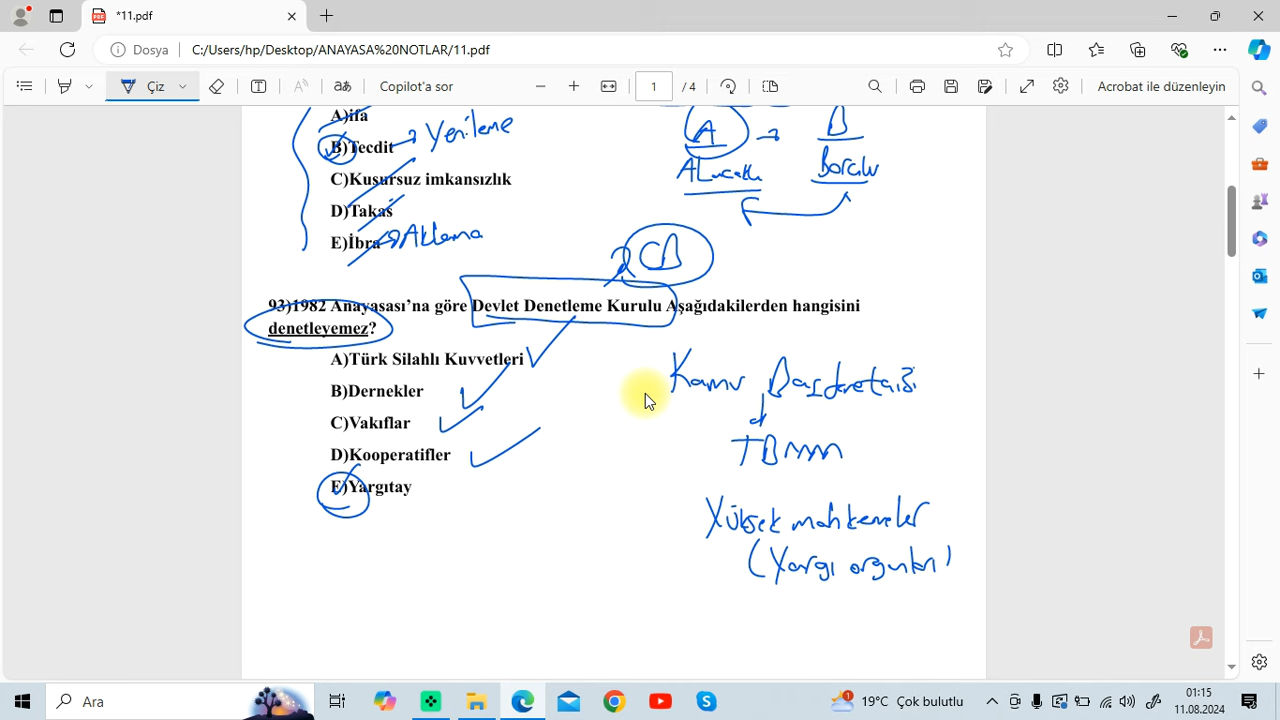 *11.pdf
Dosya C:/Users/hp/Desktop/ANAYASA%20NOTLAR/11.pdf
Çiz Copilot'a sor 1 / 4 Acrobat ile düzenleyin
A)ifa
B)Tecdit → Yenileme
C)Kusursuz imkansızlık
D)Takas
E)İbra → Aklama
A → B
Alacaklı Borçlu
CB
93)1982 Anayasası’na göre Devlet Denetleme Kurulu Aşağıdakilerden hangisini
denetleyemez?
A)Türk Silahlı Kuvvetleri
B)Dernekler
C)Vakıflar
D)Kooperatifler
E)Yargıtay
Kamu Başdenetçisi
TBMM
Yüksek mahkemeler
(Yargı organları)
Ara
19°C Çok bulutlu
01:15
11.08.2024